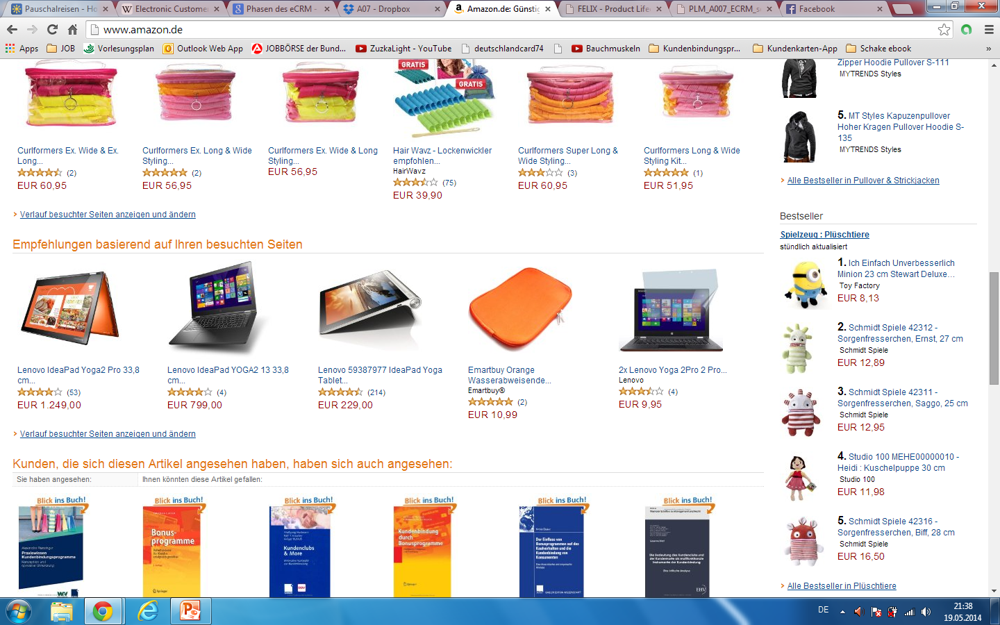 Pauschalreisen - Ho
Electronic Custome
Phasen des eCRM -
A07 - Dropbox
Amazon.de: Günstig
FELIX - Product Life
PLM_A007_ECRM_s
Facebook
www.amazon.de
Apps
JOB
Vorlesungsplan
Outlook Web App
JOBBÖRSE der Bund...
ZuzkaLight - YouTube
deutschlandcard74
Bauchmuskeln
Kundenbindungspr...
Kundenkarten-App
Schake ebook
»
GRATIS
GRATIS
Curlformers Ex. Wide & Ex.
Long...
(2)
EUR 60,95
Curlformers Ex. Long & Wide
Styling...
(2)
EUR 56,95
Curlformers Ex. Wide & Long
Styling...
EUR 56,95
Hair Wavz - Lockenwickler
empfohlen...
HairWavz
(75)
EUR 39,90
Curlformers Super Long &
Wide Styling...
(3)
EUR 60,95
Curlformers Long & Wide
Styling Kit...
(1)
EUR 51,95
› Verlauf besuchter Seiten anzeigen und ändern
Empfehlungen basierend auf Ihren besuchten Seiten
Lenovo IdeaPad Yoga2 Pro 33,8
cm...
(53)
EUR 1.249,00
Lenovo IdeaPad YOGA2 13 33,8
cm...
(4)
EUR 799,00
Lenovo 59387977 IdeaPad Yoga
Tablet...
(214)
EUR 229,00
Emartbuy Orange
Wasserabweisende...
Emartbuy®
(2)
EUR 10,99
2x Lenovo Yoga 2Pro 2 Pro...
Lenovo
(4)
EUR 9,95
› Verlauf besuchter Seiten anzeigen und ändern
Kunden, die sich diesen Artikel angesehen haben, haben sich auch angesehen:
Sie haben angesehen:
Ihnen könnten diese Artikel gefallen:
Blick ins Buch!
Praxiswissen
Kundenbindungsprogramme
Blick ins Buch!
Bonus-
programme
Springer
Blick ins Buch!
Kundenclubs
& More
Blick ins Buch!
Kundenbindung
durch
Bonusprogramme
Springer
Blick ins Buch!
Der Einfluss von
Bonusprogrammen auf das
Kaufverhalten und die
Kundenbindung von
Konsumenten
Blick ins Buch!
Die Bedeutung des Kundenclubs und
der Kundenkarte als multifunktionale
Instrumente der Kundenbindung
Eine kritische Analyse
EHV
Zipper Hoodie Pullover S-111
MYTRENDS Styles
5. MT Styles Kapuzenpullover
Hoher Kragen Pullover Hoodie S-
135
MYTRENDS Styles
› Alle Bestseller in Pullover & Strickjacken
Bestseller
Spielzeug : Plüschtiere
stündlich aktualisiert
1. Ich Einfach Unverbesserlich
Minion 23 cm Stewart Deluxe...
Toy Factory
EUR 8,13
2. Schmidt Spiele 42312 -
Sorgenfresserchen, Ernst, 27 cm
Schmidt Spiele
EUR 12,89
3. Schmidt Spiele 42311 -
Sorgenfresserchen, Saggo, 25 cm
Schmidt Spiele
EUR 12,95
4. Studio 100 MEHE00000010 -
Heidi : Kuschelpuppe 30 cm
Studio 100
EUR 11,98
5. Schmidt Spiele 42316 -
Sorgenfresserchen, Biff, 28 cm
Schmidt Spiele
EUR 16,50
› Alle Bestseller in Plüschtiere
DE
21:38
19.05.2014